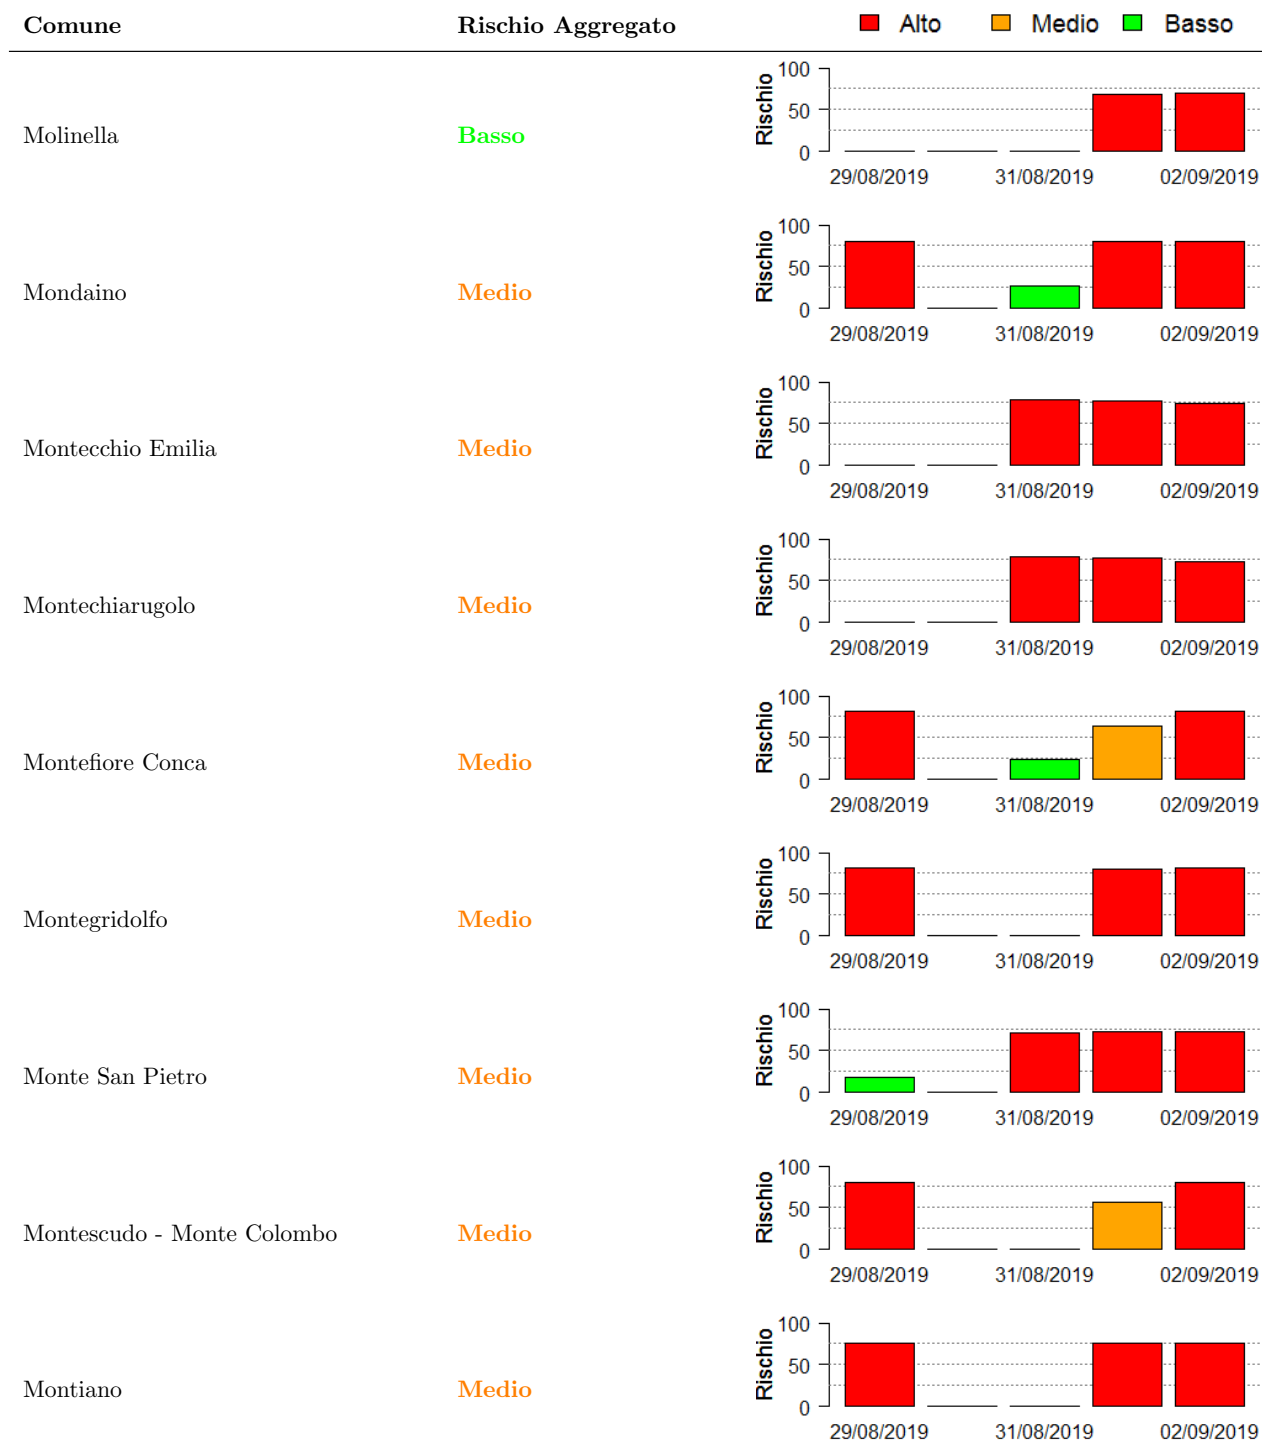 Comune Rischio Aggregato Alto Medio Basso
Molinella Basso
Rischio
100
50
0
29/08/2019 31/08/2019 02/09/2019
Mondaino Medio
Rischio
100
50
0
29/08/2019 31/08/2019 02/09/2019
Montecchio Emilia Medio
Rischio
100
50
0
29/08/2019 31/08/2019 02/09/2019
Montechiarugolo Medio
Rischio
100
50
0
29/08/2019 31/08/2019 02/09/2019
Montefiore Conca Medio
Rischio
100
50
0
29/08/2019 31/08/2019 02/09/2019
Montegridolfo Medio
Rischio
100
50
0
29/08/2019 31/08/2019 02/09/2019
Monte San Pietro Medio
Rischio
100
50
0
29/08/2019 31/08/2019 02/09/2019
Montescudo - Monte Colombo Medio
Rischio
100
50
0
29/08/2019 31/08/2019 02/09/2019
Montiano Medio
Rischio
100
50
0
29/08/2019 31/08/2019 02/09/2019